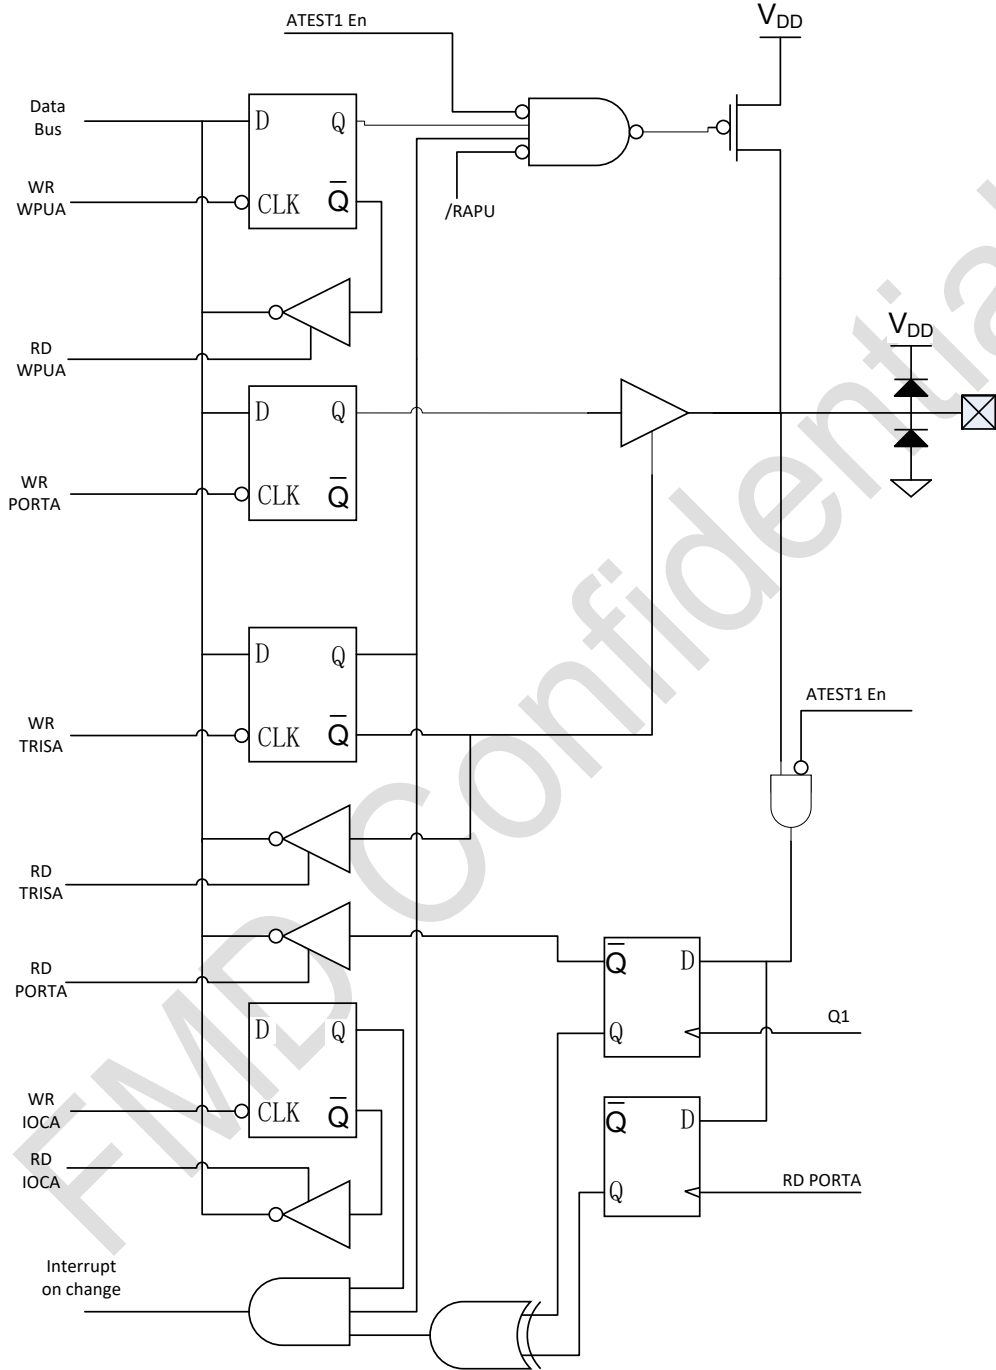 ATEST1 En
VDD
Data
Bus
D
Q
WR
WPUA
CLK
Q̅
/RAPU
RD
WPUA
VDD
D
Q
WR
PORTA
CLK
Q̅
D
Q
WR
TRISA
CLK
Q̅
ATEST1 En
RD
TRISA
RD
PORTA
Q̅
D
Q
Q1
D
Q
WR
IOCA
CLK
Q̅
RD
IOCA
Q̅
D
Q
RD PORTA
Interrupt
on change
FMD Confidential